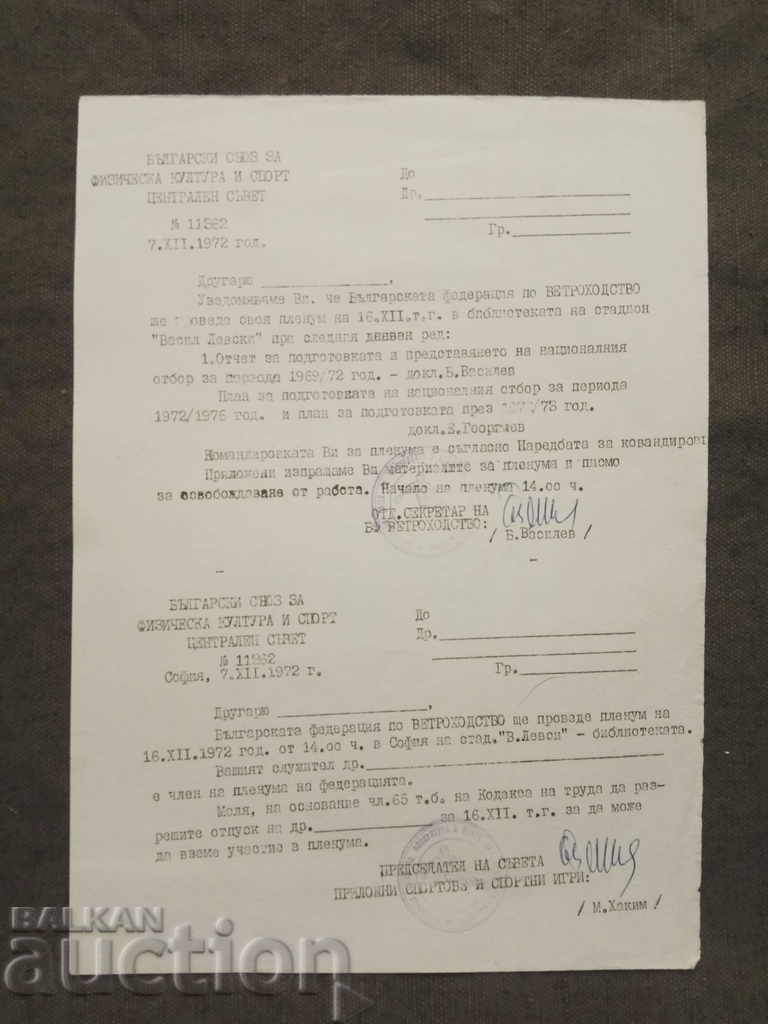 БЪЛГАРСКИ СЪЮЗ ЗА
ФИЗИЧЕСКА КУЛТУРА И СПОРТ
ЦЕНТРАЛЕН СЪВЕТ
№ 11562
7.XII.1972 год.
До
Др.
Гр.
Другарю ,
Уведомяваме Ви, че Българската федерация по ВЕТРОХОДСТВО
ще проведе своя пленум на 16.XII.т.г. в библиотеката на стадион
"Васил Левски" при следния дневен ред:
1.Отчет за подготовката и представянето на националния
отбор за периода 1969/72 год. - докл.Б.Василев
План за подготовката на националния отбор за периода
1972/1976 год. и план за подготовката през /73 год.
докл.Е.Георгиев
Командировката Ви за пленума е съгласно Наредбата за командиров
Приложени изпращаме Ви материалите за пленума и писмо
за освобождаване от работа. Начало на пленума 14.00 ч.
ОТГ.СЕКРЕТАР НА
БФ ВЕТРОХОДСТВО:
/ Б.Василев /
БЪЛГАРСКИ СЪЮЗ ЗА
ФИЗИЧЕСКА КУЛТУРА И СПОРТ
ЦЕНТРАЛЕН СЪВЕТ
№ 11562
София, 7.XII.1972 г.
До
Др.
Гр.
Другарю ,
Българската федерация по ВЕТРОХОДСТВО ще проведе пленум на
16.XII.1972 год. от 14.00 ч. в София на стад."В.Левски" - библиотеката.
Вашият служител др.
е член на пленума на федерацията.
Моля, на основание чл.65 т.б. на Кодекса на труда да раз-
решите отпуск на др. за 16.XII. т.г. за да може
да вземе участие в пленума.
ПРЕДСЕДАТЕЛ НА СЪВЕТА
ПРИЛОЖНИ СПОРТОВЕ И СПОРТНИ ИГРИ:
/ М.Хаким /
BALKAN
auction